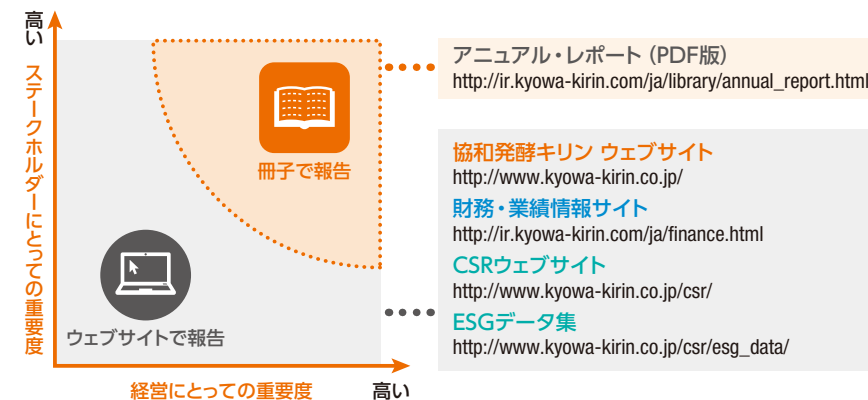 高い
ステークホルダーにとっての重要度
冊子で報告
ウェブサイトで報告
経営にとっての重要度
高い
アニュアル・レポート（PDF版）
http://ir.kyowa-kirin.com/ja/library/annual_report.html
協和発酵キリン ウェブサイト
http://www.kyowa-kirin.co.jp/
財務・業績情報サイト
http://ir.kyowa-kirin.com/ja/finance.html
CSRウェブサイト
http://www.kyowa-kirin.co.jp/csr/
ESGデータ集
http://www.kyowa-kirin.co.jp/csr/esg_data/